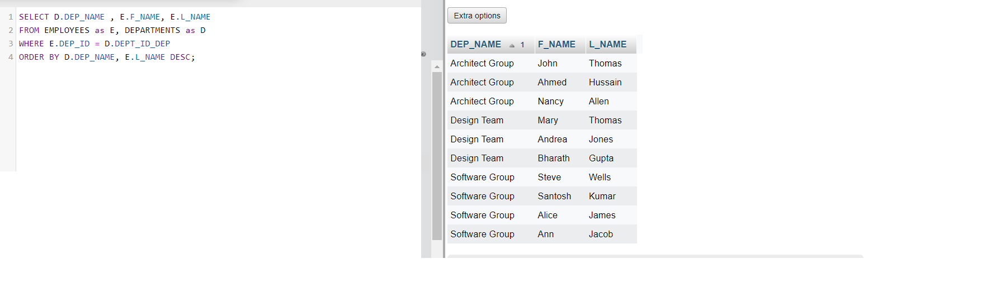 1 SELECT D.DEP_NAME , E.F_NAME, E.L_NAME
2 FROM EMPLOYEES as E, DEPARTMENTS as D
3 WHERE E.DEP_ID = D.DEPT_ID_DEP
4 ORDER BY D.DEP_NAME, E.L_NAME DESC;
Extra options
DEP_NAME 1 F_NAME L_NAME
Architect Group John Thomas
Architect Group Ahmed Hussain
Architect Group Nancy Allen
Design Team Mary Thomas
Design Team Andrea Jones
Design Team Bharath Gupta
Software Group Steve Wells
Software Group Santosh Kumar
Software Group Alice James
Software Group Ann Jacob